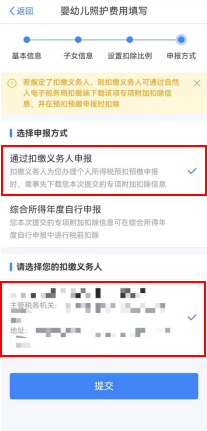 <返回 婴幼儿照护费用填写
基本信息 子女信息 设置扣除比例 申报方式
若指定了扣缴义务人、则扣缴义务人可通过自然
人电子税务局扣缴端下载该项专项附加扣除信
息、并在预扣预缴申报时扣除
选择申报方式
通过扣缴义务人申报
扣缴义务人为您办理个人所得税预扣预缴申报
时、需事先下载您本次提交的专项附加扣除信息
综合所得年度自行申报
您本次提交的专项附加扣除信息可在综合所得年
度自行申报中进行税前扣除
请选择您的扣缴义务人
主管税务机关:
地址:
提交